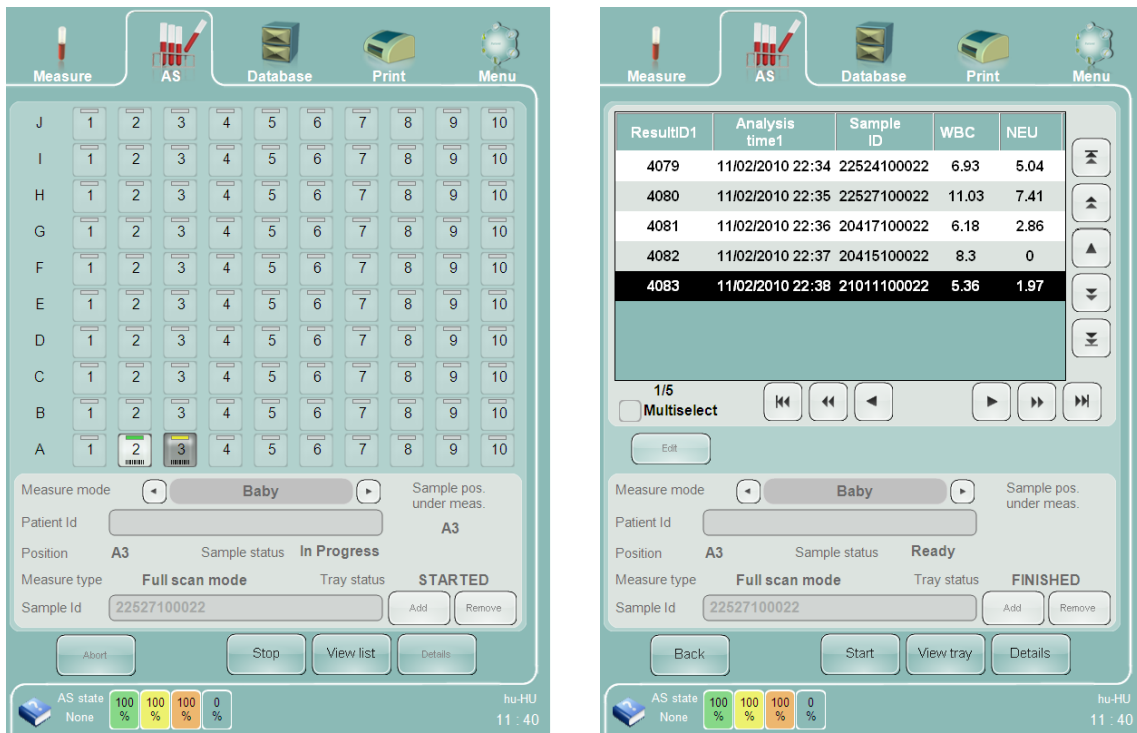 Measure AS Database Print Menu
J 1 2 3 4 5 6 7 8 9 10
I 1 2 3 4 5 6 7 8 9 10
H 1 2 3 4 5 6 7 8 9 10
G 1 2 3 4 5 6 7 8 9 10
F 1 2 3 4 5 6 7 8 9 10
E 1 2 3 4 5 6 7 8 9 10
D 1 2 3 4 5 6 7 8 9 10
C 1 2 3 4 5 6 7 8 9 10
B 1 2 3 4 5 6 7 8 9 10
A 1 2 3 4 5 6 7 8 9 10
Measure mode Baby Sample pos.
under meas.
Patient Id A3
Position A3 Sample status In Progress
Measure type Full scan mode Tray status STARTED
Sample Id 22527100022 Add Remove
Abort Stop View list Details
AS state 100 100 100 0 hu-HU
None % % % % 11 : 40
Measure AS Database Print Menu
ResultID1 Analysis Sample WBC NEU
time1 ID
4079 11/02/2010 22:34 22524100022 6.93 5.04
4080 11/02/2010 22:35 22527100022 11.03 7.41
4081 11/02/2010 22:36 20417100022 6.18 2.86
4082 11/02/2010 22:37 20415100022 8.3 0
4083 11/02/2010 22:38 21011100022 5.36 1.97
1/5
Multiselect
Edit
Measure mode Baby Sample pos.
under meas.
Patient Id
Position A3 Sample status Ready
Measure type Full scan mode Tray status FINISHED
Sample Id 22527100022 Add Remove
Back Start View tray Details
AS state 100 100 100 0 hu-HU
None % % % % 11 : 40